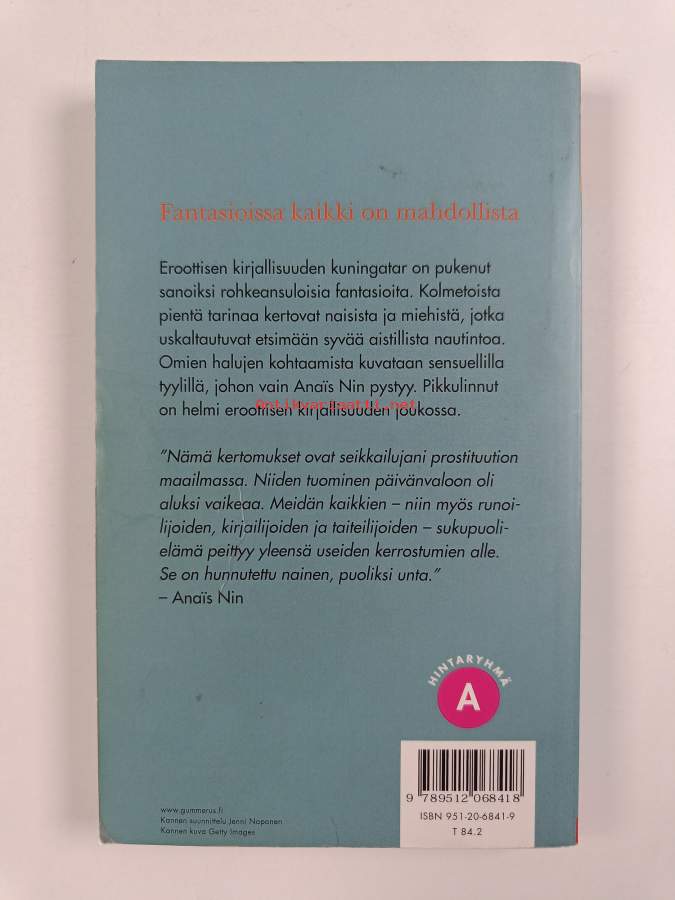 Fantasioissa kaikki on mahdollista
Eroottisen kirjallisuuden kuningatar on pukenut
sanoiksi rohkeansuloisia fantasioita. Kolmetoista
pientä tarinaa kertovat naisista ja miehistä, jotka
uskaltautuvat etsimään syvää aistillista nautintoa.
Omien halujen kohtaamista kuvataan sensuellilla
tyylillä, johon vain Anaïs Nin pystyy. Pikkulinnut
on helmi eroottisen kirjallisuuden joukossa.
Antikvariaatti.net
”Nämä kertomukset ovat seikkailujani prostituution
maailmassa. Niiden tuominen päivänvaloon oli
aluksi vaikeaa. Meidän kaikkien – niin myös runoi-
lijoiden, kirjailijoiden ja taiteilijoiden – sukupuoli-
elämä peittyy yleensä useiden kerrostumien alle.
Se on hunnutettu nainen, puoliksi unta.”
– Anaïs Nin
HINTARYHMÄ
A
9 789512 068418
ISBN 951-20-6841-9
T 84.2
www.gummerus.fi
Kannen suunnittelu Jenni Noponen
Kannen kuva Getty Images